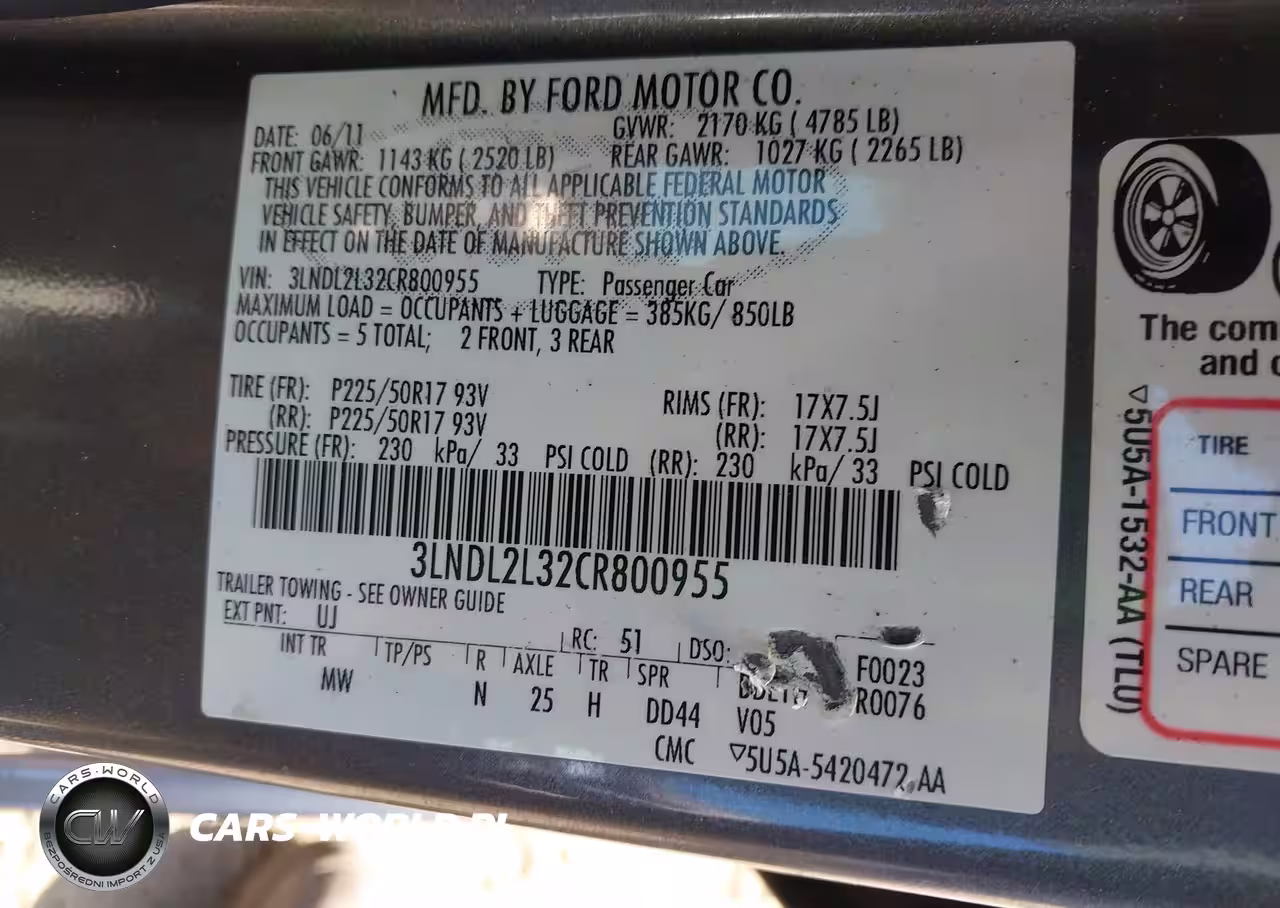 MFD. BY FORD MOTOR CO.
DATE: 06/11 GVWR: 2170 KG ( 4785 LB)
FRONT GAWR: 1143 KG ( 2520 LB) REAR GAWR: 1027 KG ( 2265 LB)
THIS VEHICLE CONFORMS TO ALL APPLICABLE FEDERAL MOTOR
VEHICLE SAFETY, BUMPER, AND THEFT PREVENTION STANDARDS
IN EFFECT ON THE DATE OF MANUFACTURE SHOWN ABOVE.
VIN: 3LNDL2L32CR800955 TYPE: Passenger Car
MAXIMUM LOAD = OCCUPANTS + LUGGAGE = 385KG/ 850LB
OCCUPANTS = 5 TOTAL; 2 FRONT, 3 REAR
TIRE (FR): P225/50R17 93V RIMS (FR): 17X7.5J
(RR): P225/50R17 93V (RR): 17X7.5J
PRESSURE (FR): 230 kPa/ 33 PSI COLD (RR): 230 kPa/ 33 PSI COLD
3LNDL2L32CR800955
TRAILER TOWING - SEE OWNER GUIDE
EXT PNT: UJ RC: 51 DSO:
INT TR TP/PS R AXLE TR SPR F0023
MW N 25 H DD44 R0076
V05
CMC ▽5U5A-5420472 AA
The com
and
▽5U5A-1532-AA (TLU)
TIRE
FRONT
REAR
SPARE
CARS-WORLD
CW
BEZPOŚREDNI IMPORT Z USA
CARS-WORLD.PL